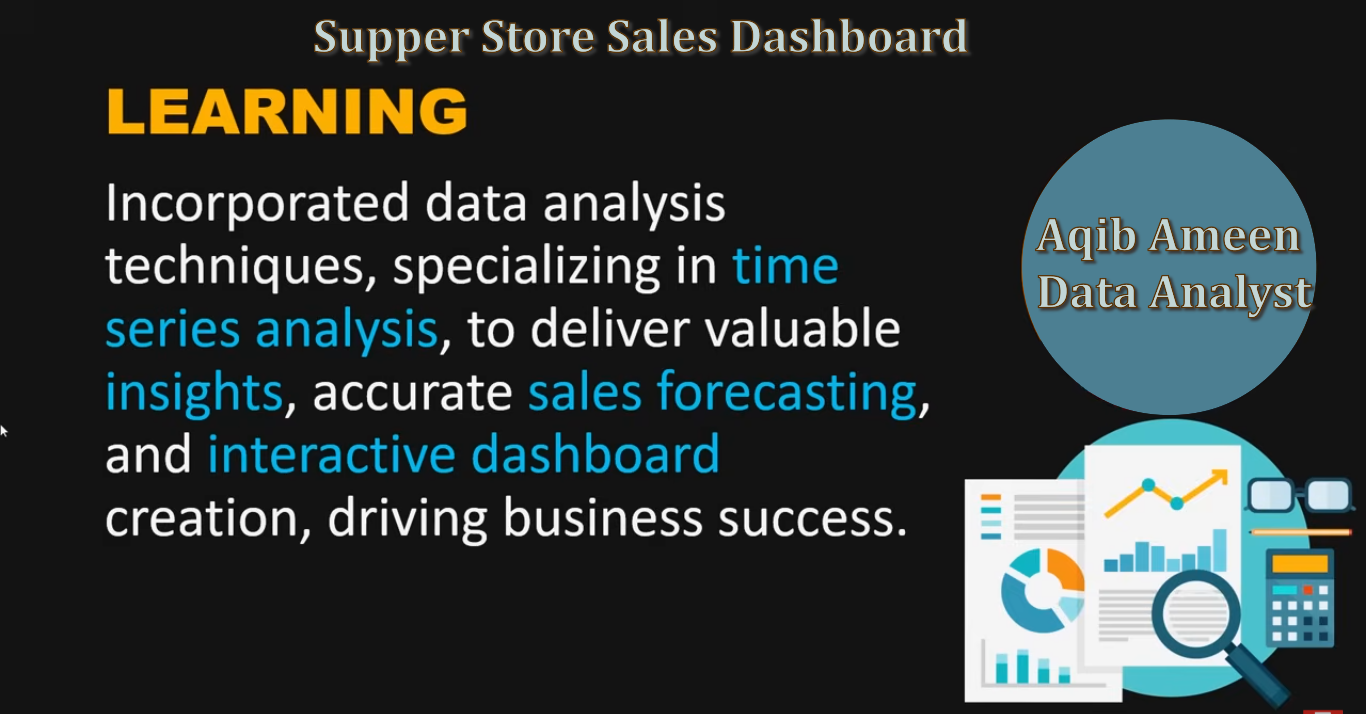 Supper Store Sales Dashboard
LEARNING
Incorporated data analysis
techniques, specializing in time
series analysis, to deliver valuable
insights, accurate sales forecasting,
and interactive dashboard
creation, driving business success.
Aqib Ameen
Data Analyst